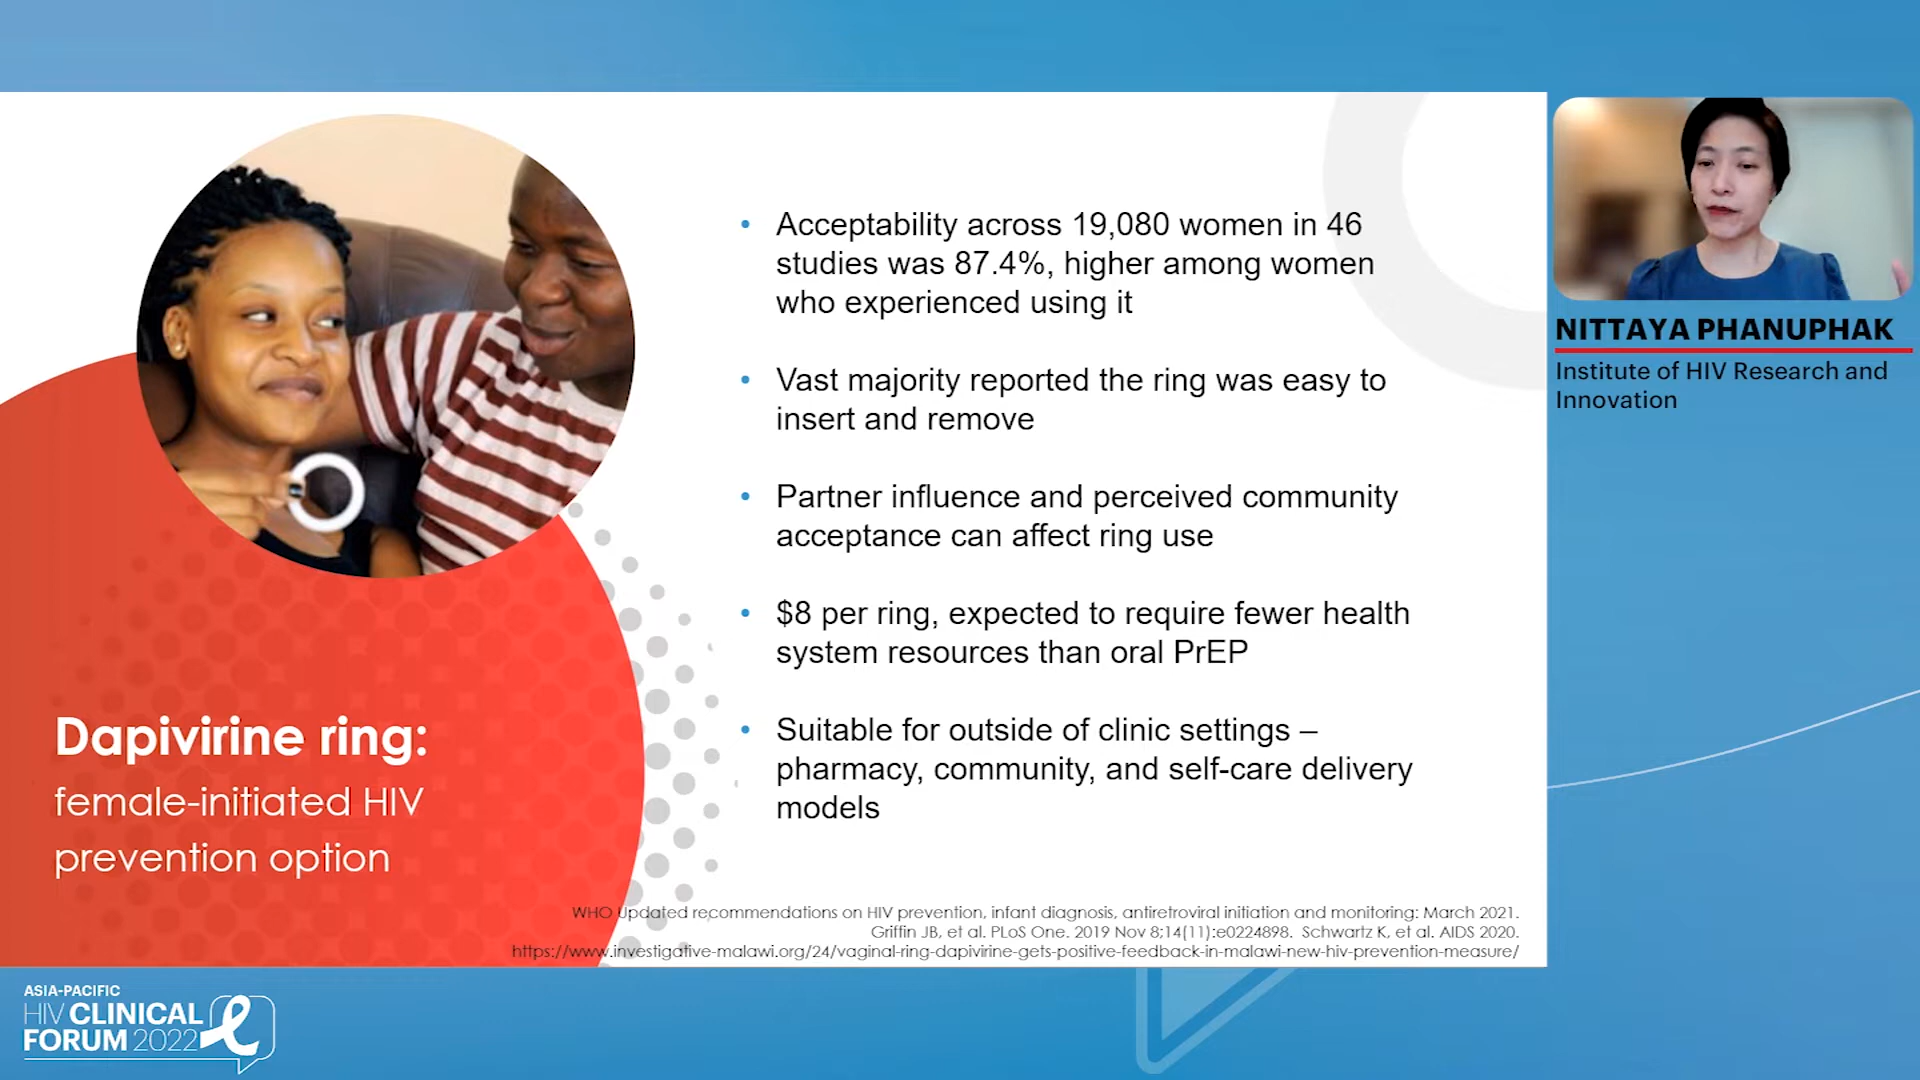 • Acceptability across 19,080 women in 46
studies was 87.4%, higher among women
who experienced using it
• Vast majority reported the ring was easy to
insert and remove
• Partner influence and perceived community
acceptance can affect ring use
• $8 per ring, expected to require fewer health
system resources than oral PrEP
• Suitable for outside of clinic settings –
pharmacy, community, and self-care delivery
models
Dapivirine ring:
female-initiated HIV
prevention option
WHO Updated recommendations on HIV prevention, infant diagnosis, antiretroviral initiation and monitoring: March 2021.
Griffin JB, et al. PLoS One. 2019 Nov 8;14(11):e0224898. Schwartz K, et al. AIDS 2020.
https://www.investigative-malawi.org/24/vaginal-ring-dapivirine-gets-positive-feedback-in-malawi-new-hiv-prevention-measure/
NITTAYA PHANUPHAK
Institute of HIV Research and
Innovation
ASIA-PACIFIC
HIV CLINICAL
FORUM 2022